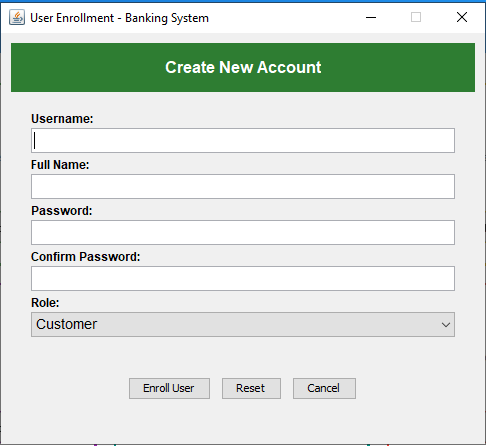 User Enrollment - Banking System
Create New Account
Username:
Full Name:
Password:
Confirm Password:
Role:
Customer
Enroll User Reset Cancel